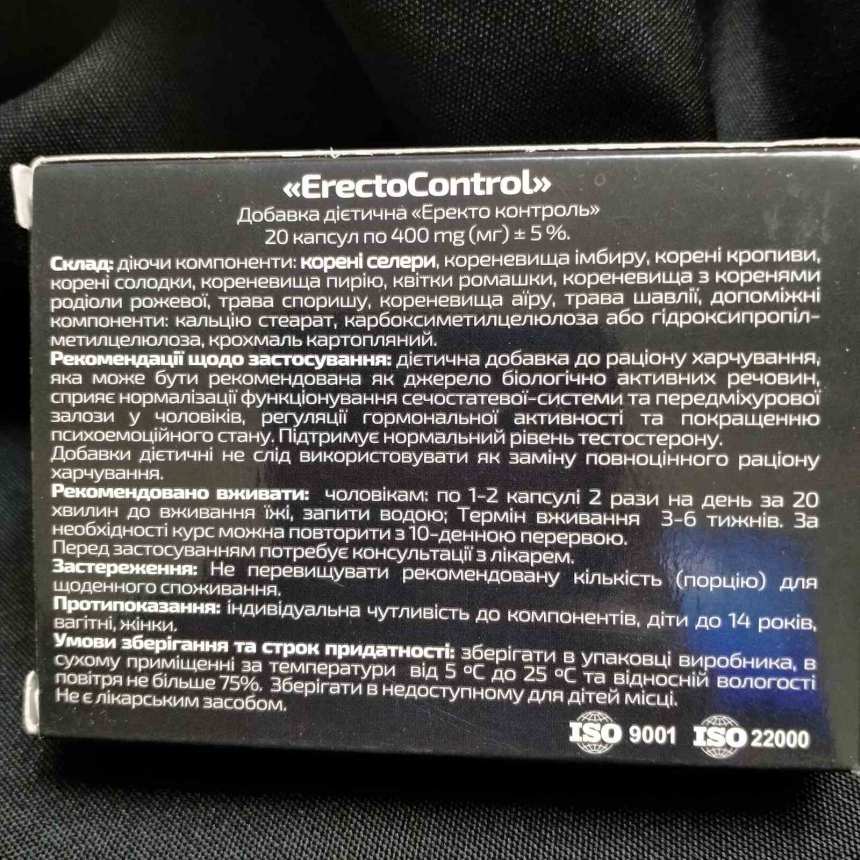 «ErectoControl»
Добавка дієтична «Еректо контроль»
20 капсул по 400 mg (мг) ± 5 %.
Склад: діючи компоненти: корені селери, кореневища імбиру, корені кропиви,
корені солодки, кореневища пирію, квітки ромашки, кореневища з коренями
родіоли рожевої, трава споришу, кореневища аїру, трава шавлії, допоміжні
компоненти: кальцію стеарат, карбоксиметилцелюлоза або гідроксипропіл-
метилцелюлоза, крохмаль картопляний.
Рекомендації щодо застосування: дієтична добавка до раціону харчування,
яка може бути рекомендована як джерело біологічно активних речовин,
сприяє нормалізації функціонування сечостатевої-системи та передміхурової
залози у чоловіків, регуляції гормональної активності та покращенню
психоемоційного стану. Підтримує нормальний рівень тестостерону.
Добавки дієтичні не слід використовувати як заміну повноцінного раціону
харчування.
Рекомендовано вживати: чоловікам: по 1-2 капсулі 2 рази на день за 20
хвилин до вживання їжі, запити водою; Термін вживання 3-6 тижнів. За
необхідності курс можна повторити з 10-денною перервою.
Перед застосуванням потребує консультації з лікарем.
Застереження: Не перевищувати рекомендовану кількість (порцію) для
щоденного споживання.
Протипоказання: індивідуальна чутливість до компонентів, діти до 14 років,
вагітні, жінки.
Умови зберігання та строк придатності: зберігати в упаковці виробника, в
сухому приміщенні за температури від 5 ºС до 25 ºС та відносній вологості
повітря не більше 75%. Зберігати в недоступному для дітей місці.
Не є лікарським засобом.
ISO 9001 ISO 22000